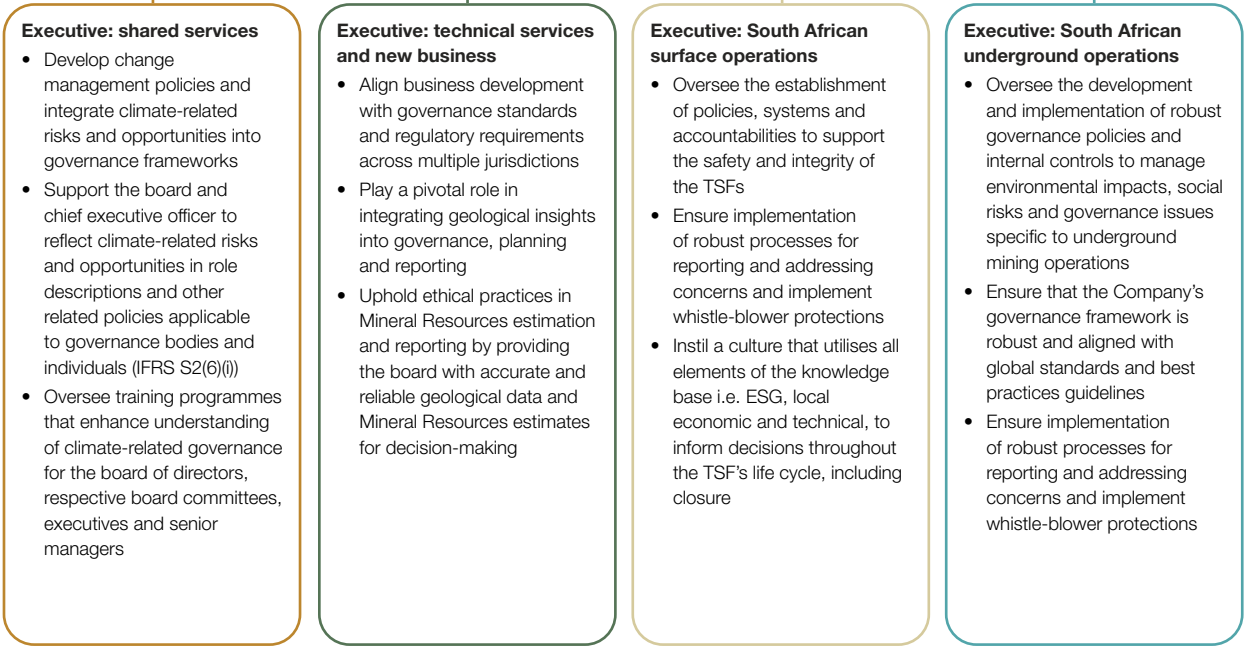 Executive: shared services
• Develop change
management policies and
integrate climate-related
risks and opportunities into
governance frameworks
• Support the board and
chief executive officer to
reflect climate-related risks
and opportunities in role
descriptions and other
related policies applicable
to governance bodies and
individuals (IFRS S2(6)(i))
• Oversee training programmes
that enhance understanding
of climate-related governance
for the board of directors,
respective board committees,
executives and senior
managers
Executive: technical services
and new business
• Align business development
with governance standards
and regulatory requirements
across multiple jurisdictions
• Play a pivotal role in
integrating geological insights
into governance, planning
and reporting
• Uphold ethical practices in
Mineral Resources estimation
and reporting by providing
the board with accurate and
reliable geological data and
Mineral Resources estimates
for decision-making
Executive: South African
surface operations
• Oversee the establishment
of policies, systems and
accountabilities to support
the safety and integrity of
the TSFs
• Ensure implementation
of robust processes for
reporting and addressing
concerns and implement
whistle-blower protections
• Instil a culture that utilises all
elements of the knowledge
base i.e. ESG, local
economic and technical, to
inform decisions throughout
the TSF's life cycle, including
closure
Executive: South African
underground operations
• Oversee the development
and implementation of robust
governance policies and
internal controls to manage
environmental impacts, social
risks and governance issues
specific to underground
mining operations
• Ensure that the Company's
governance framework is
robust and aligned with
global standards and best
practices guidelines
• Ensure implementation
of robust processes for
reporting and addressing
concerns and implement
whistle-blower protections